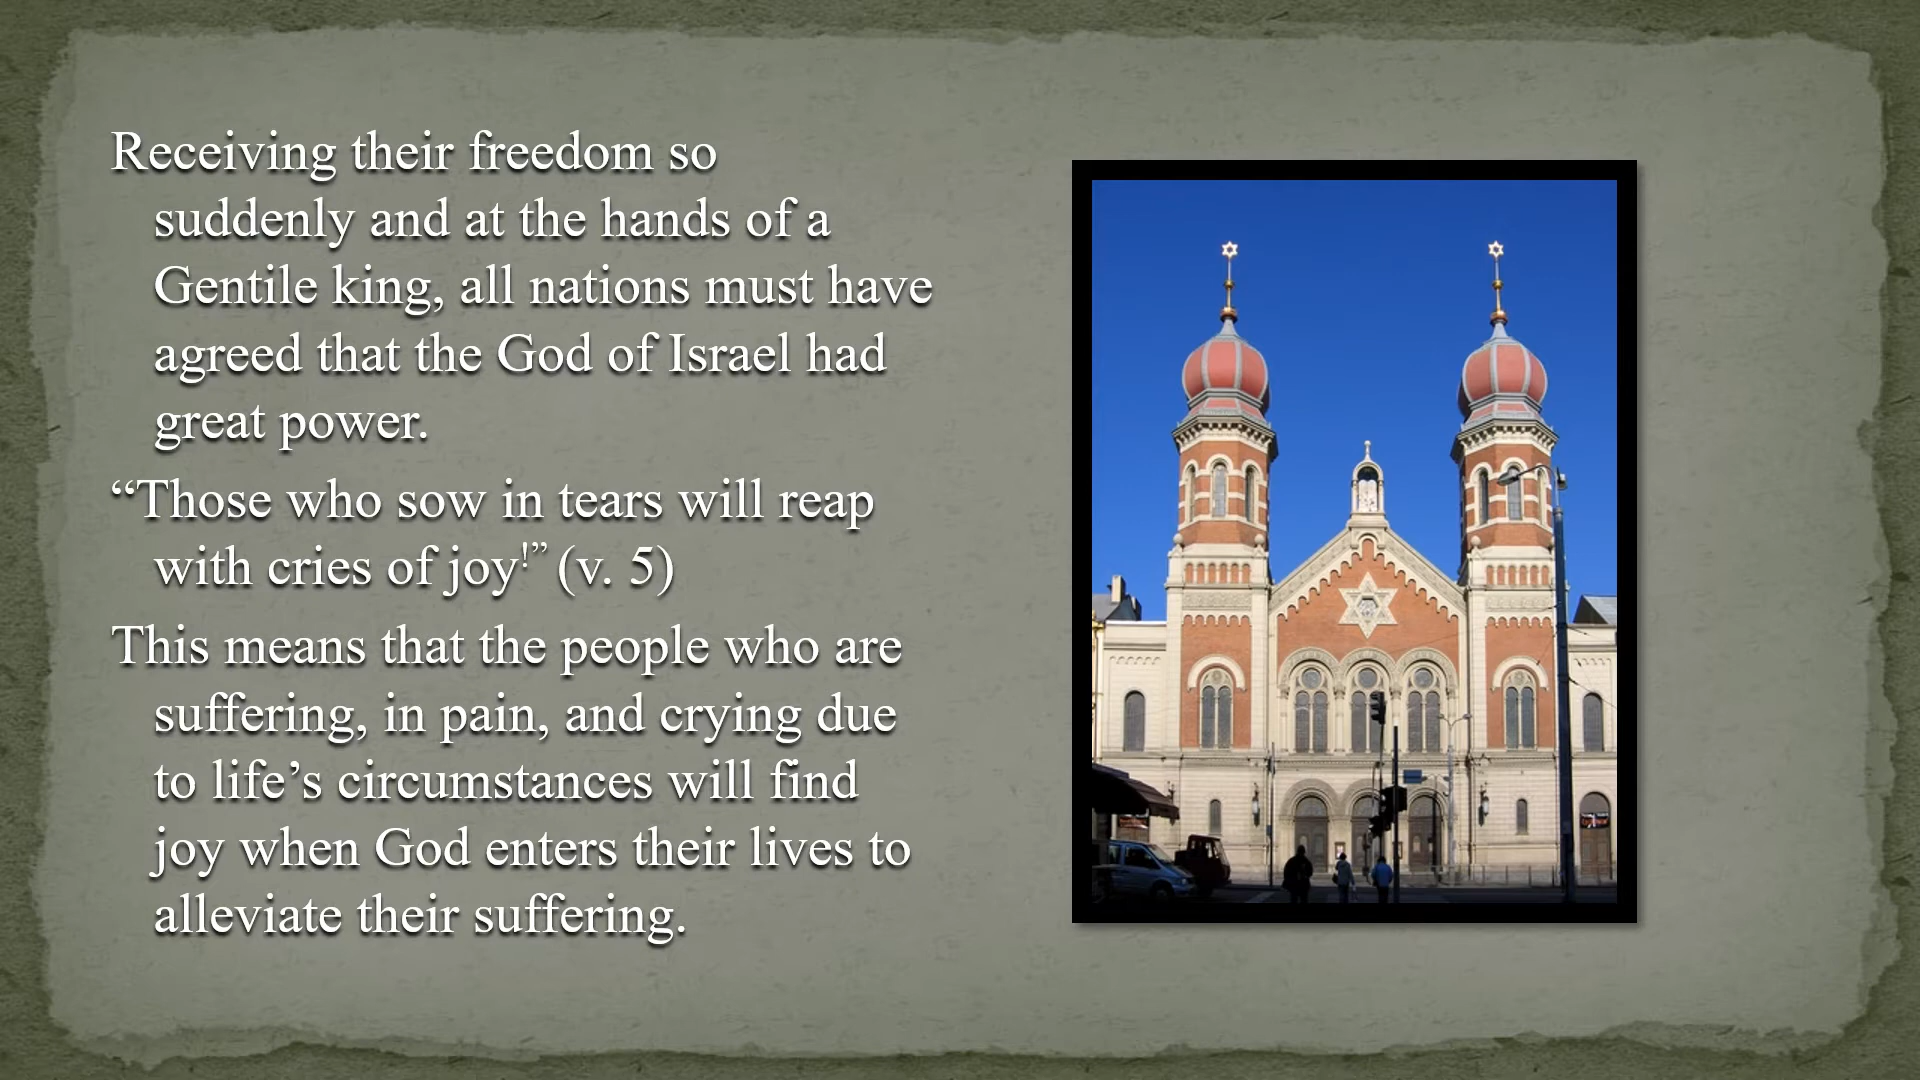 Receiving their freedom so
suddenly and at the hands of a
Gentile king, all nations must have
agreed that the God of Israel had
great power.
“Those who sow in tears will reap
with cries of joy!” (v. 5)
This means that the people who are
suffering, in pain, and crying due
to life’s circumstances will find
joy when God enters their lives to
alleviate their suffering.